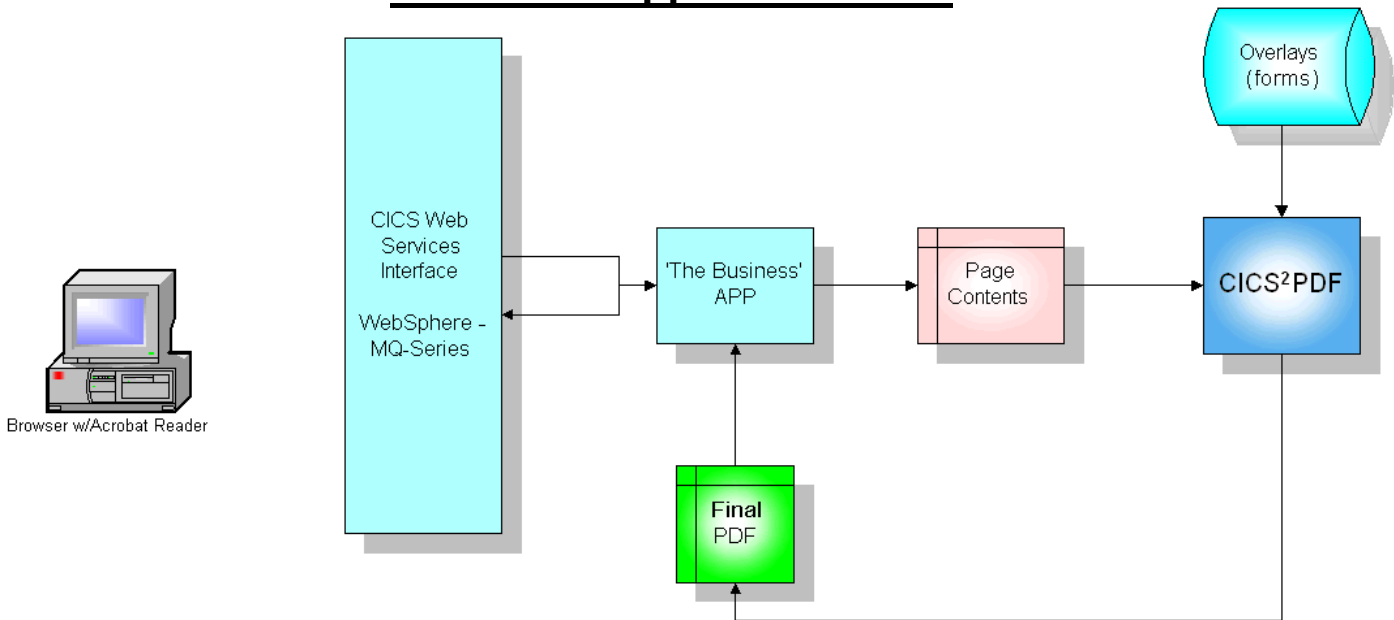 Overlays
(forms)
CICS Web
Services
Interface
WebSphere -
MQ-Series
'The Business'
APP
Page
Contents
CICS²PDF
Browser w/Acrobat Reader
Final
PDF